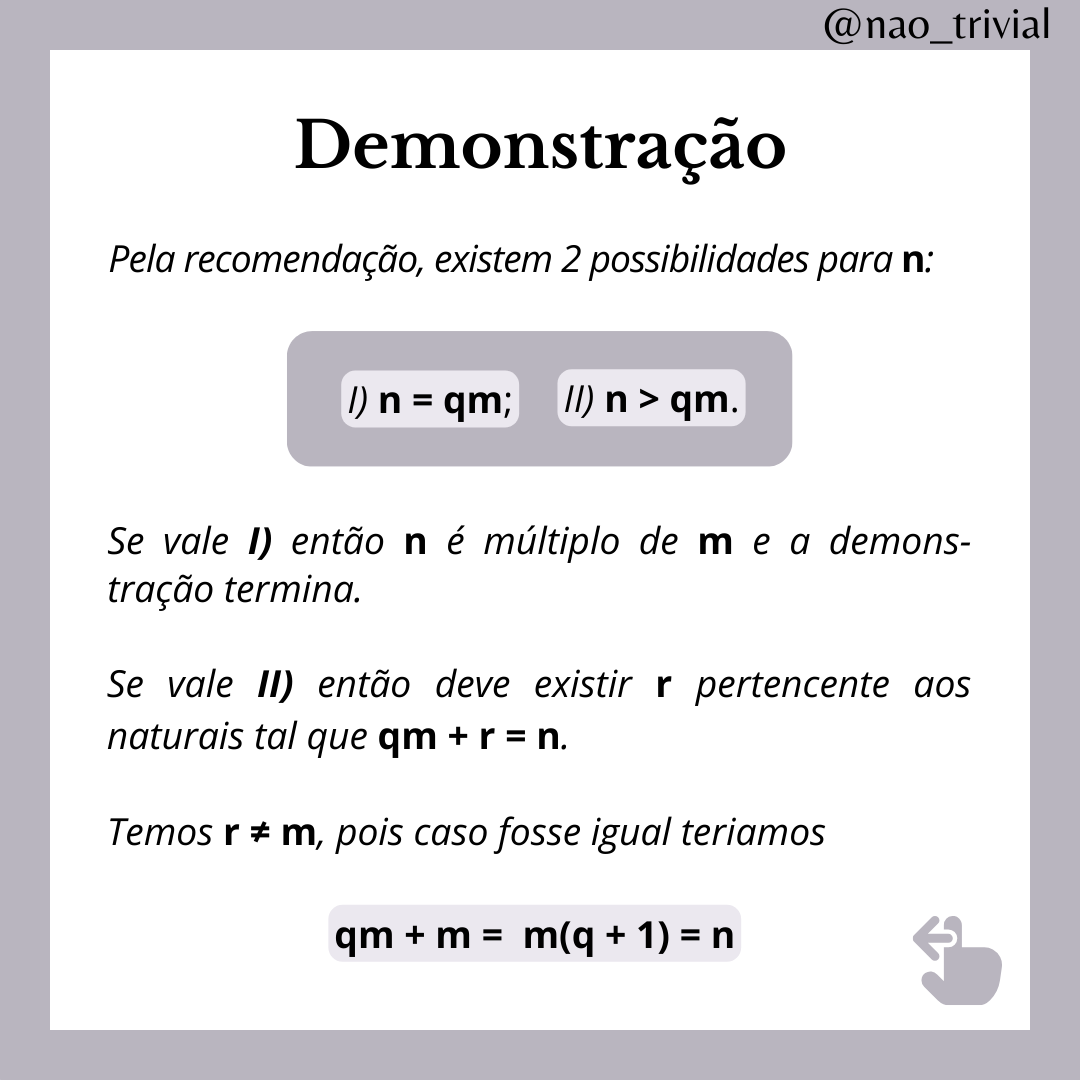 @nao_trivial
Demonstração
Pela recomendação, existem 2 possibilidades para n:
I) n = qm; II) n > qm.
Se vale I) então n é múltiplo de m e a demons-
tração termina.
Se vale II) então deve existir r pertencente aos
naturais tal que qm + r = n.
Temos r ≠ m, pois caso fosse igual teriamos
qm + m = m(q + 1) = n